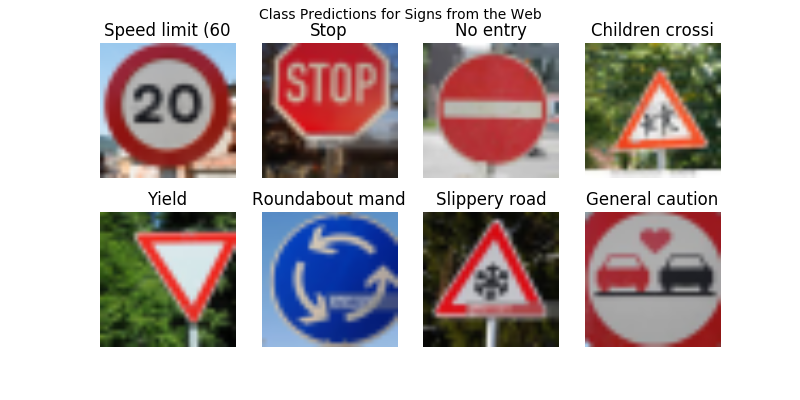 Class Predictions for Signs from the Web
Speed limit (60
Stop
No entry
Children crossi
20
STOP
Yield
Roundabout mand
Slippery road
General caution